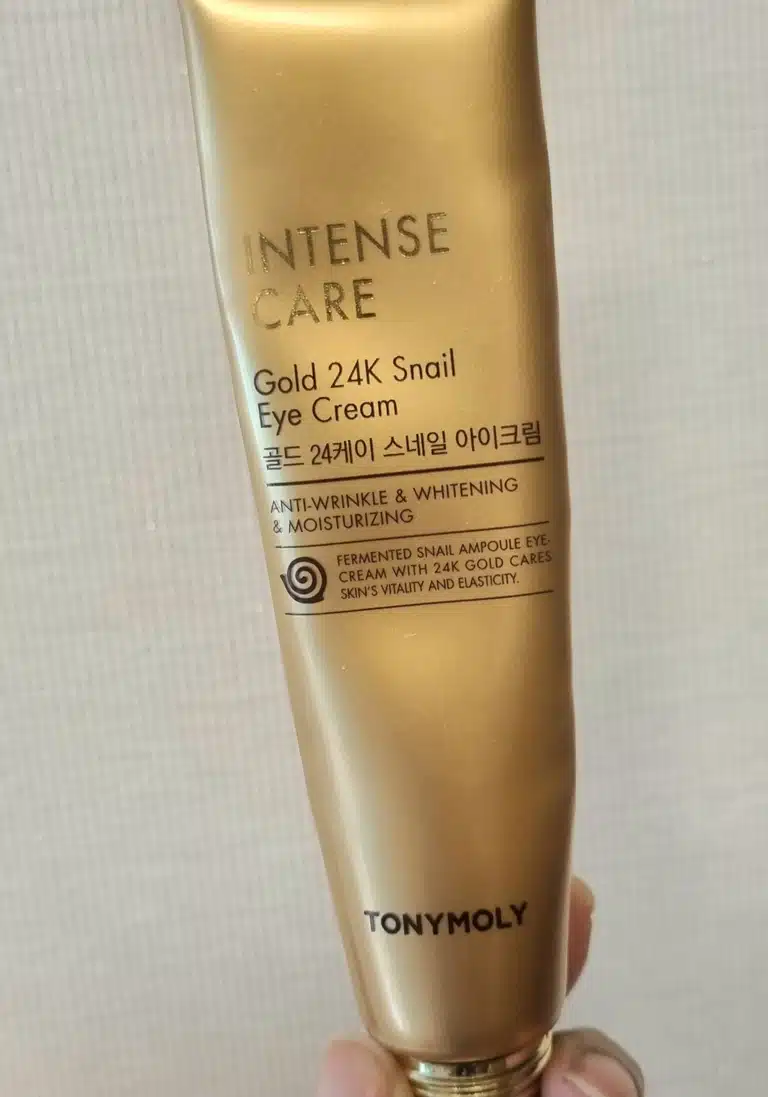 INTENSE
CARE
Gold 24K Snail
Eye Cream
골드 24케이 스네일 아이크림
ANTI-WRINKLE & WHITENING
& MOISTURIZING
FERMENTED SNAIL AMPOULE EYE-
CREAM WITH 24K GOLD CARES
SKIN'S VITALITY AND ELASTICITY.
TONYMOLY